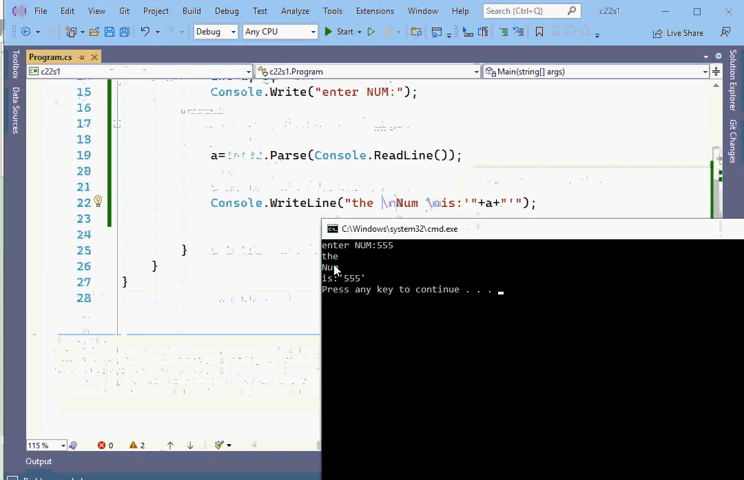 File Edit View Git Project Build Debug Test Analyze Tools Extensions Window Help Search (Ctrl+Q) c22s1
Debug Any CPU Start Live Share
Program.cs
c22s1 c22s1.Program Main(string[] args)
Toolbox
Data Sources
Solution Explorer
Git Changes
15 Console.Write("enter NUM:");
16
17
18
19 a= .Parse(Console.ReadLine());
20
21
22 Console.WriteLine("the \nNum is:'"+a+"'");
23
24
25 }
26 }
27 }
28
C:\Windows\system32\cmd.exe
enter NUM:555
the
Num
is:'555'
Press any key to continue . . .
115 % 0 2
Output